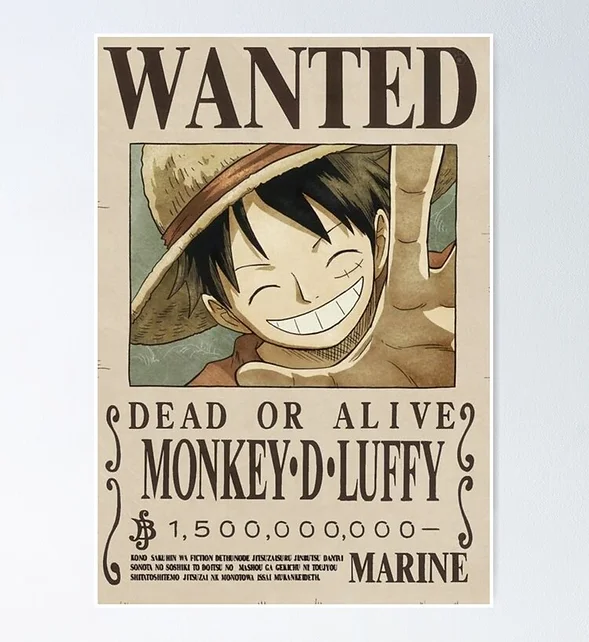 WANTED
DEAD OR ALIVE
MONKEY•D•LUFFY
฿ 1,500,000,000—
KONO SAKUHIN WA FICTION DETHUNODE JITSUZAISURU JINBUTSU DANTAI
SONOTA NO SOSHIKI TO DOITSU NO MASHOU GA GEKICHU NI TOUJYOU
SHITATOSHITEMO JITSUZAI NK MONOTOWA ISSAI MUKANKEIDETH.
MARINE